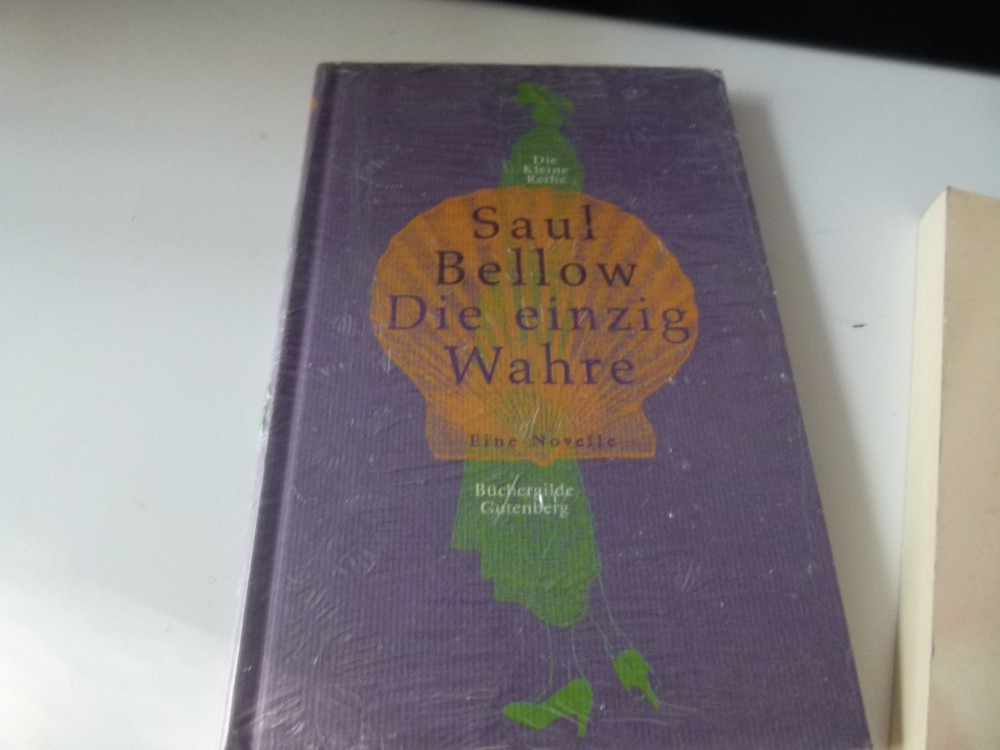 Die
Kleine
Reihe
Saul
Bellow
Die einzig
Wahre
Eine Novelle
Büchergilde
Gutenberg